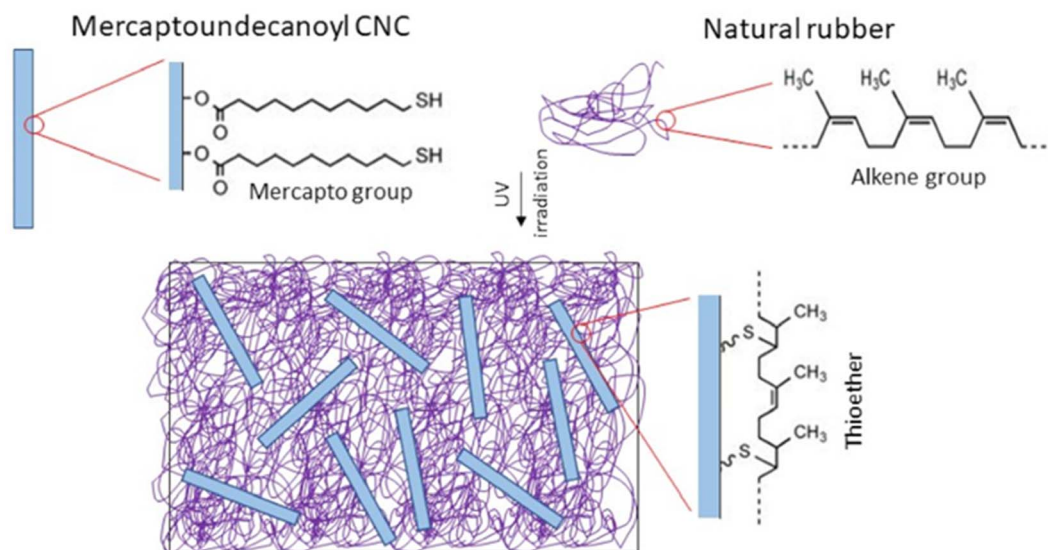 Mercaptoundecanoyl CNC
Natural rubber
O
SH
O
O
SH
O
Mercapto group
H₃C
H₃C
H₃C
Alkene group
UV
irradiation
S
CH₃
CH₃
S
CH₃
Thioether